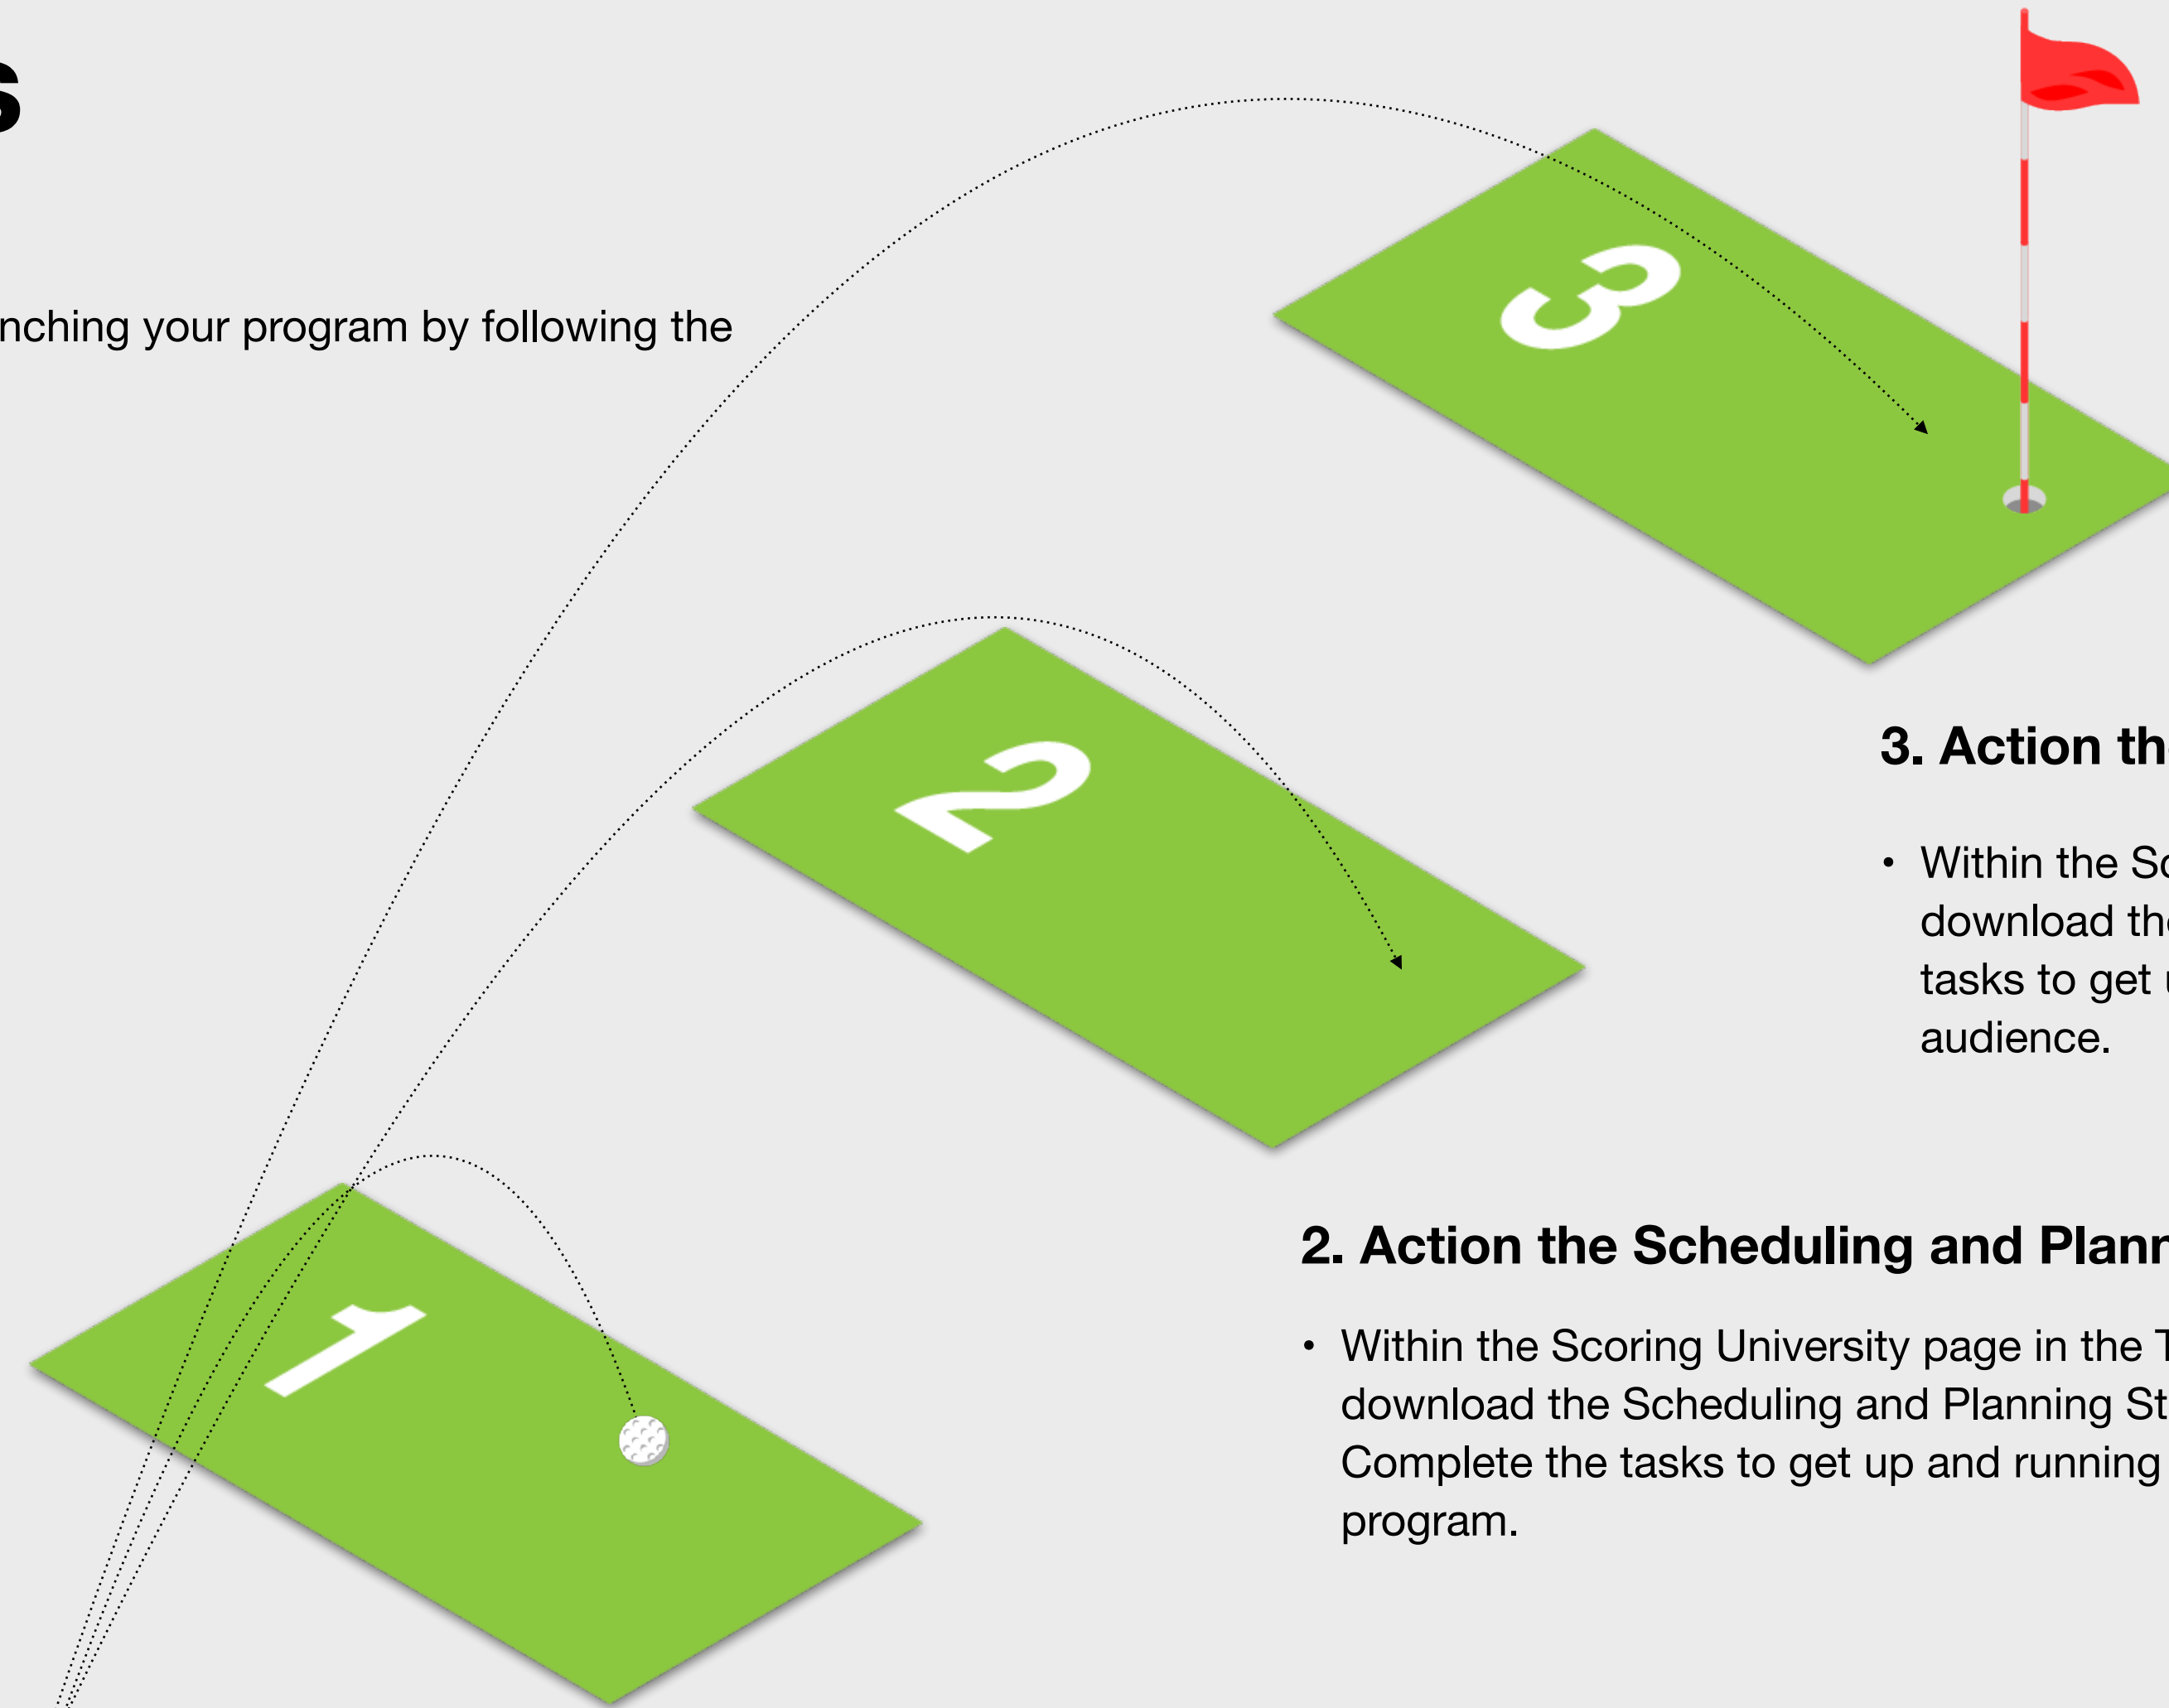 s
nching your program by following the
3
2
1
3. Action th
Within the Sc
download the
tasks to get
audience.
2. Action the Scheduling and Plann
• Within the Scoring University page in the T
download the Scheduling and Planning St
Complete the tasks to get up and running
program.